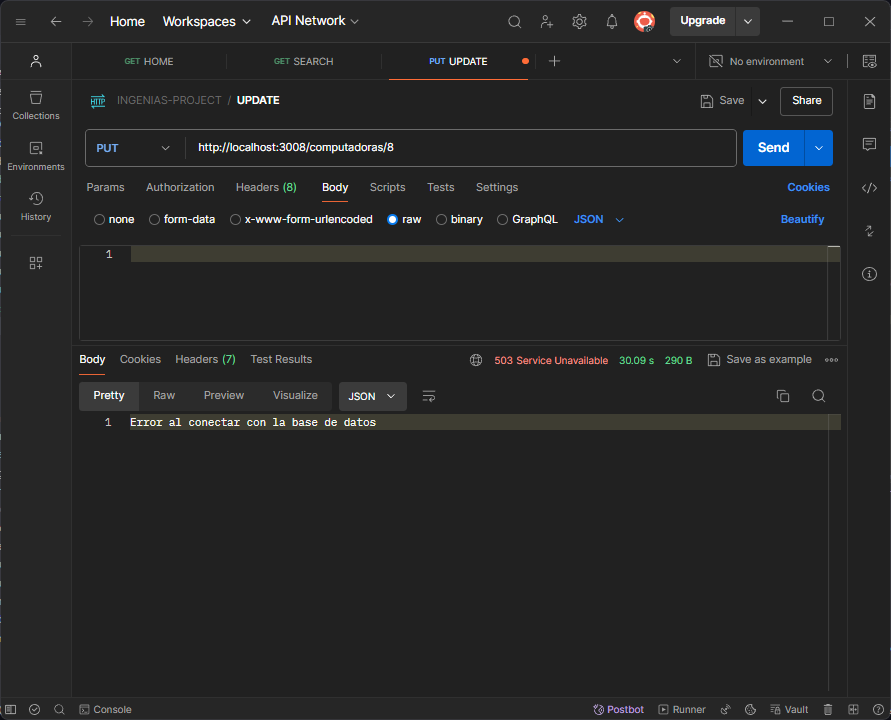 Home Workspaces API Network Upgrade
GET HOME GET SEARCH PUT UPDATE No environment
HTTP INGENIAS-PROJECT / UPDATE Save Share
Collections
Environments
History
PUT http://localhost:3008/computadoras/8 Send
Params Authorization Headers (8) Body Scripts Tests Settings Cookies
none form-data x-www-form-urlencoded raw binary GraphQL JSON Beautify
1
Body Cookies Headers (7) Test Results 503 Service Unavailable 30.09 s 290 B Save as example
Pretty Raw Preview Visualize JSON
1 Error al conectar con la base de datos
Console Postbot Runner Vault